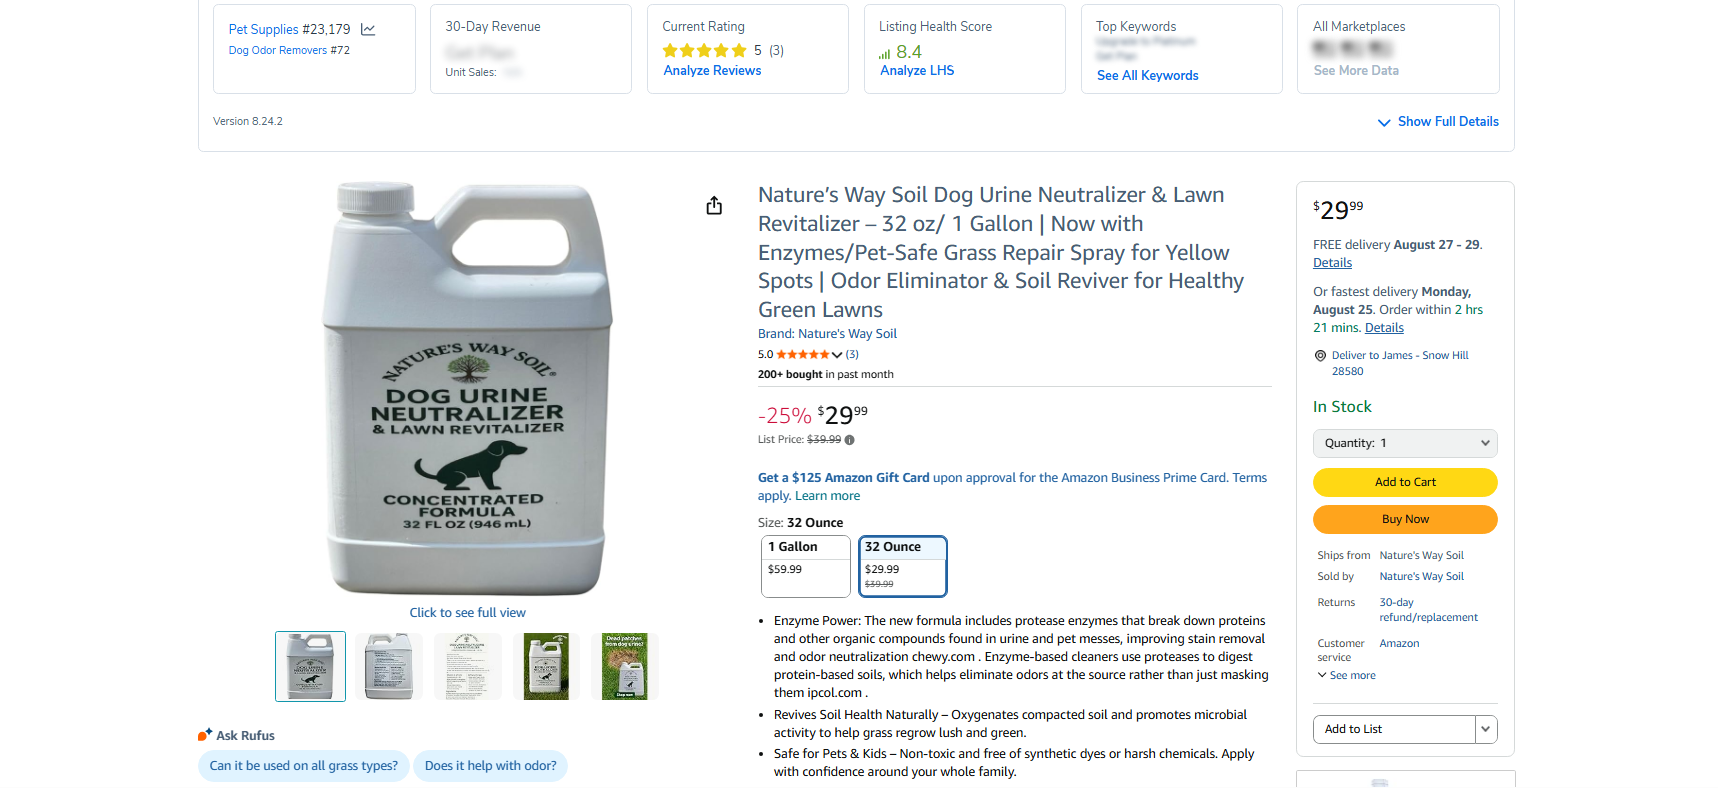 Pet Supplies #23,179
Dog Odor Removers #72
30-Day Revenue
Unit Sales:
Current Rating
5 (3)
Analyze Reviews
Listing Health Score
8.4
Analyze LHS
Top Keywords
Upgrade to Platinum
Get Plan
See All Keywords
All Marketplaces
See More Data
Version 8.24.2
Show Full Details
NATURE'S WAY SOIL®
DOG URINE
NEUTRALIZER
& LAWN REVITALIZER
CONCENTRATED
FORMULA
32 FL OZ (946 mL)
Click to see full view
Dead patches
from dog urine?
Ask Rufus
Can it be used on all grass types?
Does it help with odor?
Nature's Way Soil Dog Urine Neutralizer & Lawn
Revitalizer – 32 oz/ 1 Gallon | Now with
Enzymes/Pet-Safe Grass Repair Spray for Yellow
Spots | Odor Eliminator & Soil Reviver for Healthy
Green Lawns
Brand: Nature's Way Soil
5.0 (3)
200+ bought in past month
-25% $29 99
List Price: $39.99
Get a $125 Amazon Gift Card upon approval for the Amazon Business Prime Card. Terms
apply. Learn more
Size: 32 Ounce
1 Gallon
$59.99
32 Ounce
$29.99
$39.99
• Enzyme Power: The new formula includes protease enzymes that break down proteins
and other organic compounds found in urine and pet messes, improving stain removal
and odor neutralization chewy.com . Enzyme-based cleaners use proteases to digest
protein-based soils, which helps eliminate odors at the source rather than just masking
them ipcol.com .
• Revives Soil Health Naturally – Oxygenates compacted soil and promotes microbial
activity to help grass regrow lush and green.
• Safe for Pets & Kids – Non-toxic and free of synthetic dyes or harsh chemicals. Apply
with confidence around your whole family.
$29 99
FREE delivery August 27 - 29.
Details
Or fastest delivery Monday,
August 25. Order within 2 hrs
21 mins. Details
Deliver to James - Snow Hill
28580
In Stock
Quantity: 1
Add to Cart
Buy Now
Ships from Nature's Way Soil
Sold by Nature's Way Soil
Returns 30-day
refund/replacement
Customer Amazon
service
See more
Add to List